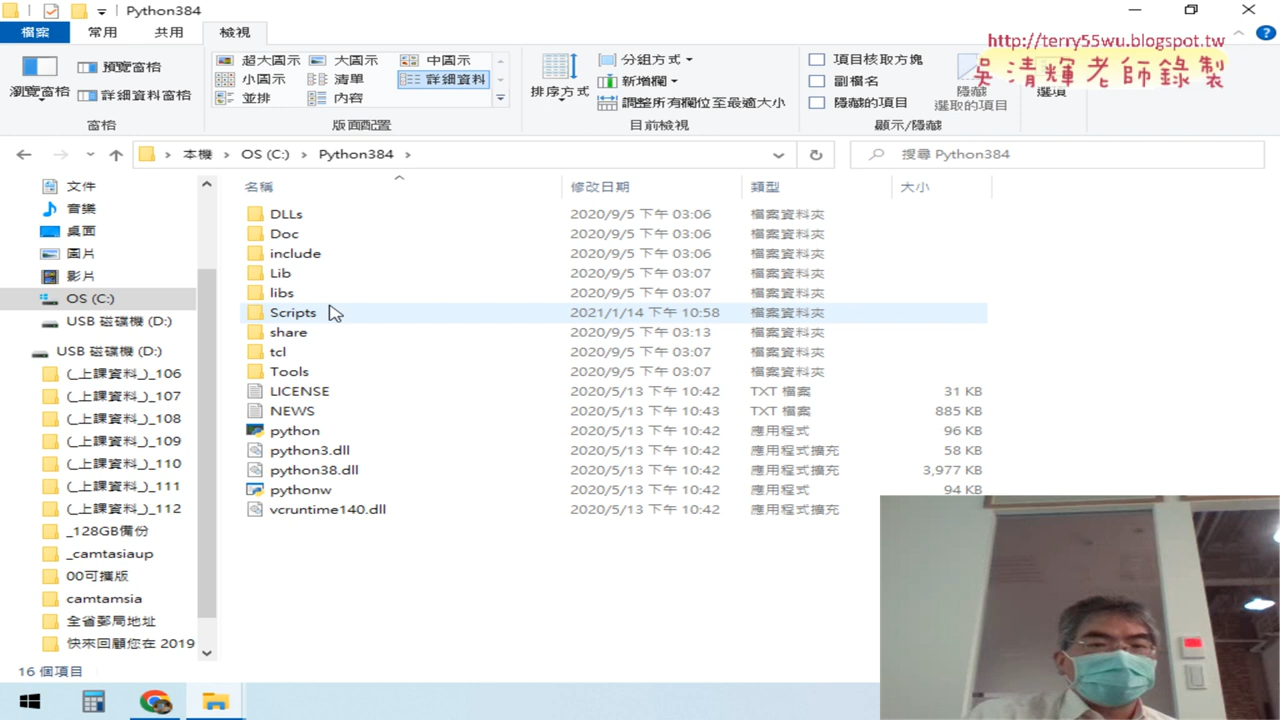 Python384
檔案 常用 共用 檢視
http://terry55wu.blogspot.tw
吳清輝老師錄製
瀏覽窗格
預覽窗格
詳細資料窗格
窗格
超大圖示 大圖示 中圖示
小圖示 清單 詳細資料
並排 內容
版面配置
排序方式
分組方式
新增欄
調整所有欄位至最適大小
目前檢視
項目核取方塊
副檔名
隱藏的項目
隱藏
選取的項目
選項
顯示/隱藏
本機 OS (C:) Python384
搜尋 Python384
文件
音樂
桌面
圖片
影片
OS (C:)
USB 磁碟機 (D:)
USB 磁碟機 (D:)
(_上課資料_)_106
(_上課資料_)_107
(_上課資料_)_108
(_上課資料_)_109
(_上課資料_)_110
(_上課資料_)_111
(_上課資料_)_112
_128GB備份
_camtasiaup
00可攜版
camtamsia
全省郵局地址
快來回顧您在 2019
名稱 修改日期 類型 大小
DLLs 2020/9/5 下午 03:06 檔案資料夾
Doc 2020/9/5 下午 03:06 檔案資料夾
include 2020/9/5 下午 03:06 檔案資料夾
Lib 2020/9/5 下午 03:07 檔案資料夾
libs 2020/9/5 下午 03:07 檔案資料夾
Scripts 2021/1/14 下午 10:58 檔案資料夾
share 2020/9/5 下午 03:13 檔案資料夾
tcl 2020/9/5 下午 03:07 檔案資料夾
Tools 2020/9/5 下午 03:07 檔案資料夾
LICENSE 2020/5/13 下午 10:42 TXT 檔案 31 KB
NEWS 2020/5/13 下午 10:43 TXT 檔案 885 KB
python 2020/5/13 下午 10:42 應用程式 96 KB
python3.dll 2020/5/13 下午 10:42 應用程式擴充 58 KB
python38.dll 2020/5/13 下午 10:42 應用程式擴充 3,977 KB
pythonw 2020/5/13 下午 10:42 應用程式 94 KB
vcruntime140.dll 2020/5/13 下午 10:42 應用程式擴充
16 個項目